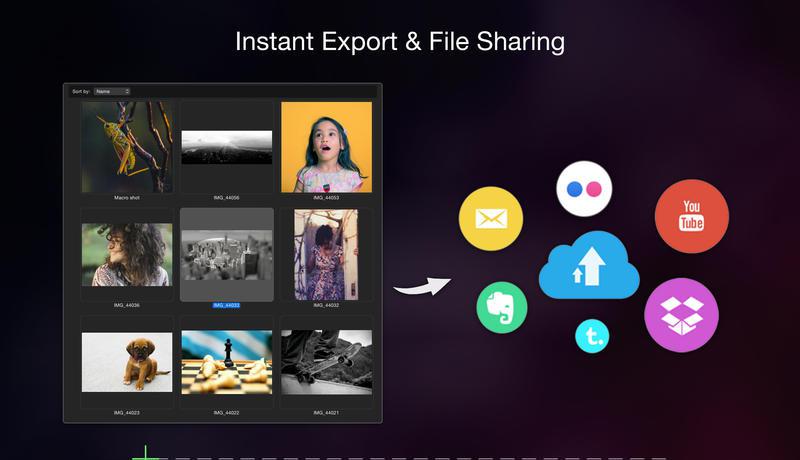 Instant Export & File Sharing
Sort by: Name
Macro shot
IMG_44056
IMG_44053
IMG_44036
IMG_44033
IMG_44032
IMG_44023
IMG_44022
IMG_44021
You
Tube
t.